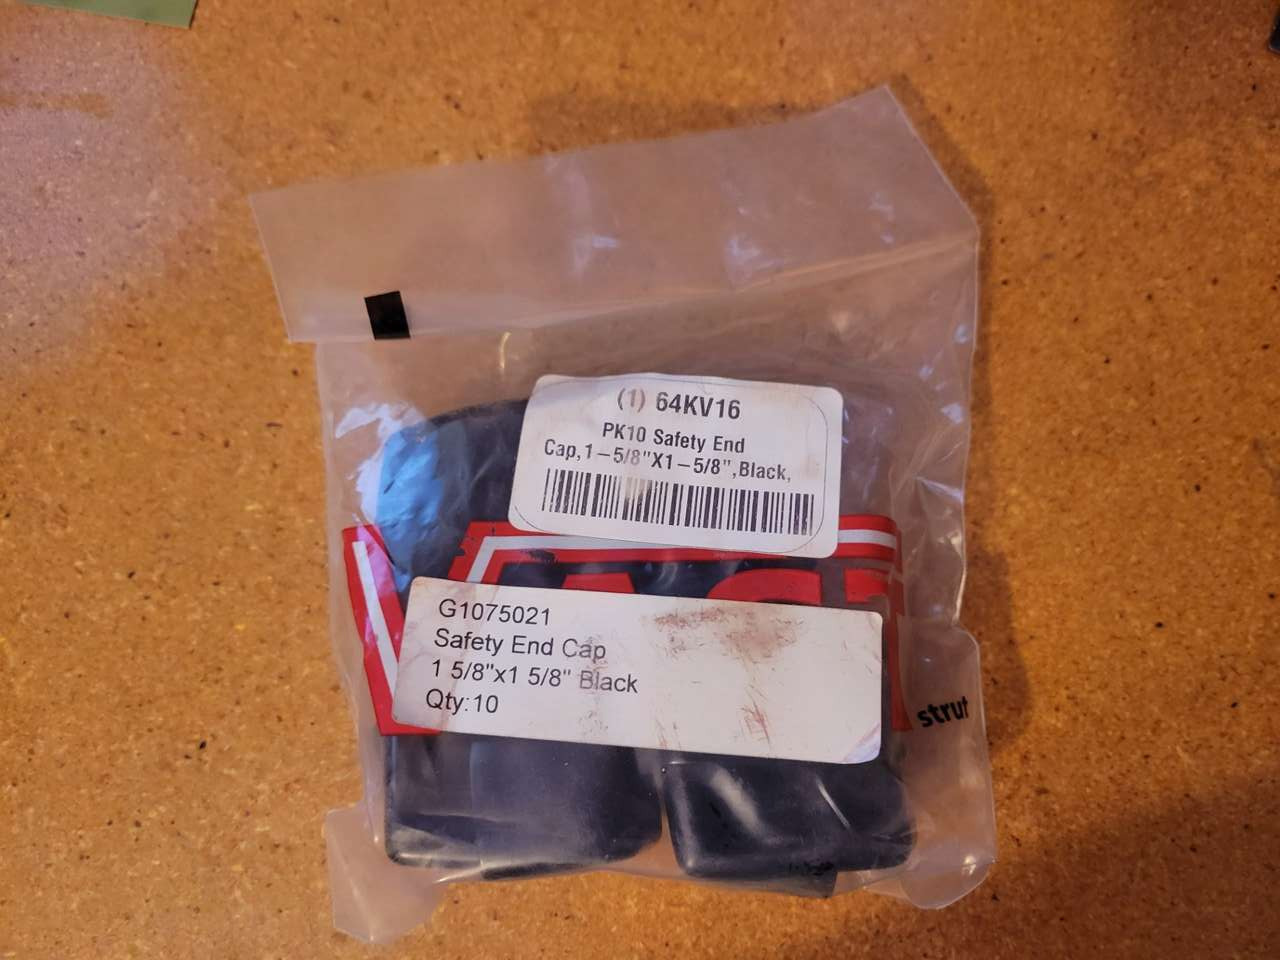 (1) 64KV16
PK10 Safety End
Cap,1-5/8"X1-5/8",Black,
G1075021
Safety End Cap
1 5/8"x1 5/8" Black
Qty:10
strut